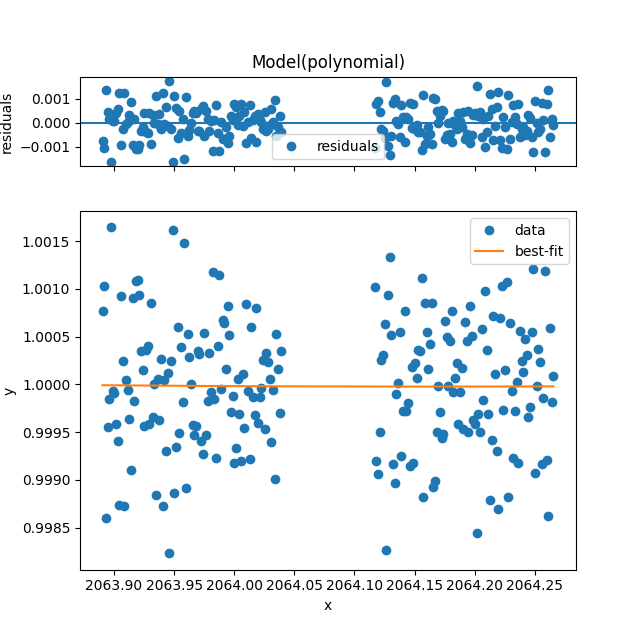 Model(polynomial)
residuals
0.001
0.000
−0.001
residuals
y
1.0015
1.0010
1.0005
1.0000
0.9995
0.9990
0.9985
data
best-fit
2063.90 2063.95 2064.00 2064.05 2064.10 2064.15 2064.20 2064.25
x